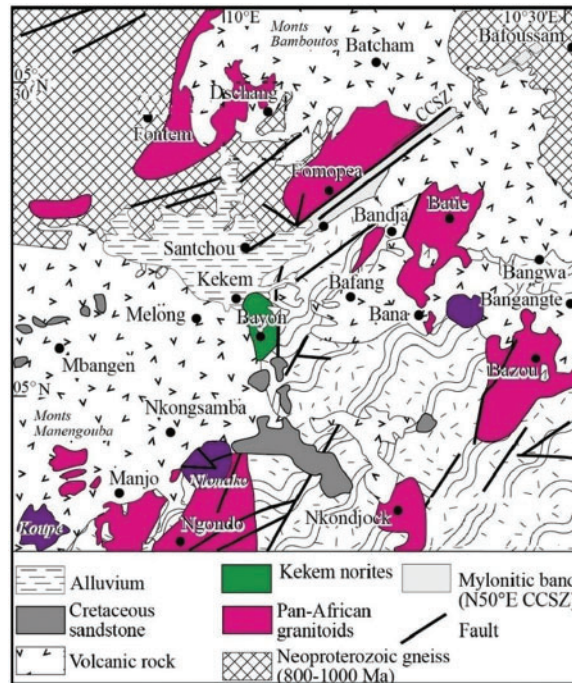 10°E
10°30'E
Monts
Bamboutos
Batcham
Bafoussam
05°
30'N
Dschang
Fontem
CCSZ
Fomopea
Bandja
Batie
Santchou
Bangwa
Kekem
Bafang
Bangangte
Melong
Bayon
Bana
Mbangen
Bazou
05°N
Nkongsamba
Monts
Manengouba
Manjo
Nlonako
Koupe
Ngondo
Nkondjock
Alluvium
Kekem norites
Mylonitic band
(N50°E CCSZ)
Cretaceous
sandstone
Pan-African
granitoids
Fault
Volcanic rock
Neoproterozoic gneiss
(800-1000 Ma)